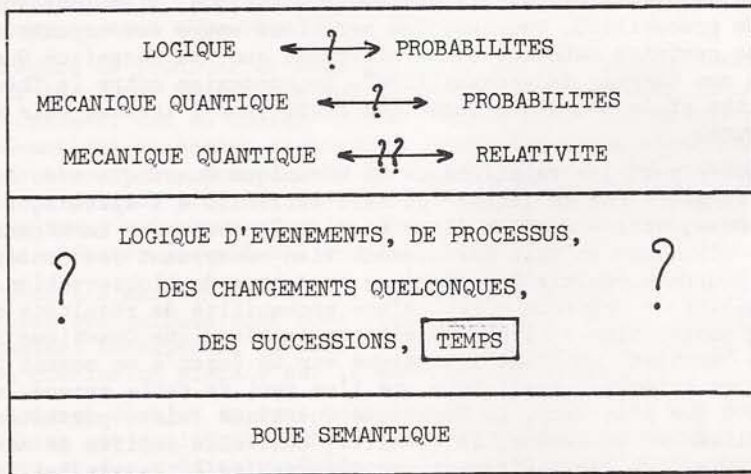 LOGIQUE ⟷ ? PROBABILITES
MECANIQUE QUANTIQUE ⟷ ? PROBABILITES
MECANIQUE QUANTIQUE ⟷ ?? RELATIVITE
LOGIQUE D'EVENEMENTS, DE PROCESSUS,
? DES CHANGEMENTS QUELCONQUES, ?
DES SUCCESSIONS, TEMPS
BOUE SEMANTIQUE